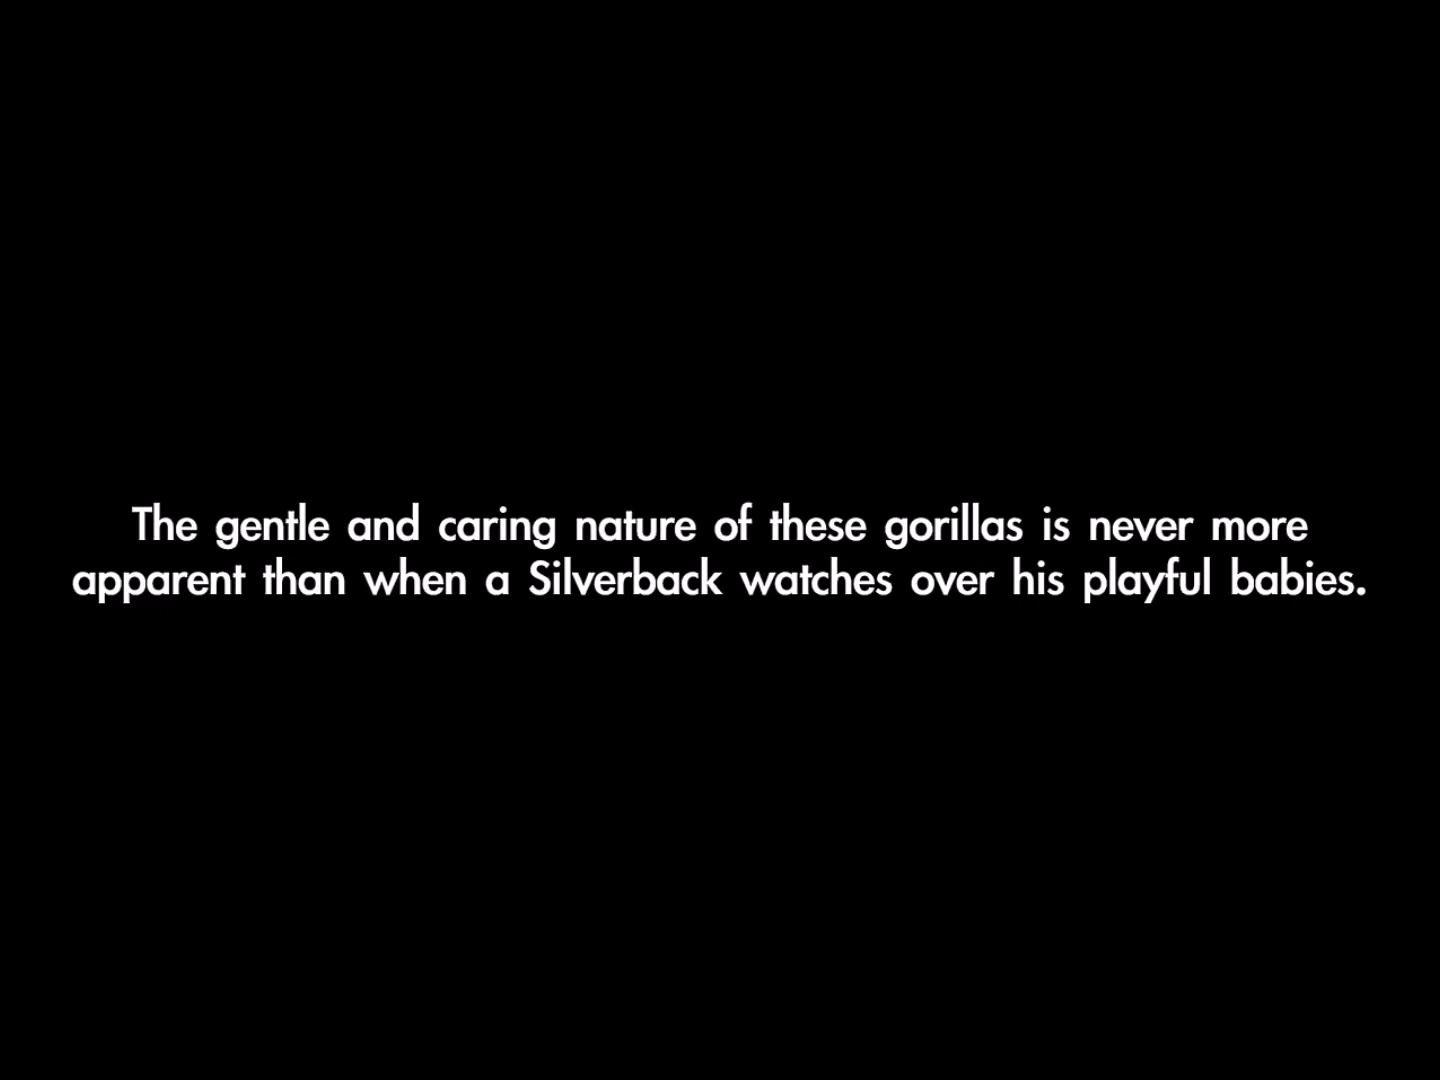 The gentle and caring nature of these gorillas is never more
apparent than when a Silverback watches over his playful babies.